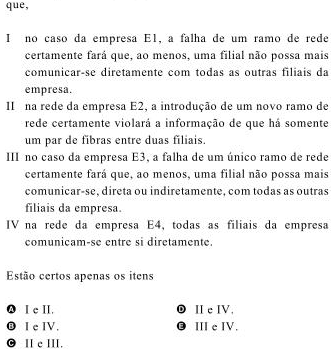 que,
I no caso da empresa E1, a falha de um ramo de rede
certamente fará que, ao menos, uma filial não possa mais
comunicar-se diretamente com todas as outras filiais da
empresa.
II na rede da empresa E2, a introdução de um novo ramo de
rede certamente violará a informação de que há somente
um par de fibras entre duas filiais.
III no caso da empresa E3, a falha de um único ramo de rede
certamente fará que, ao menos, uma filial não possa mais
comunicar-se, direta ou indiretamente, com todas as outras
filiais da empresa.
IV na rede da empresa E4, todas as filiais da empresa
comunicam-se entre si diretamente.
Estão certos apenas os itens
A I e II.
B I e IV.
C II e III.
D II e IV.
E III e IV.